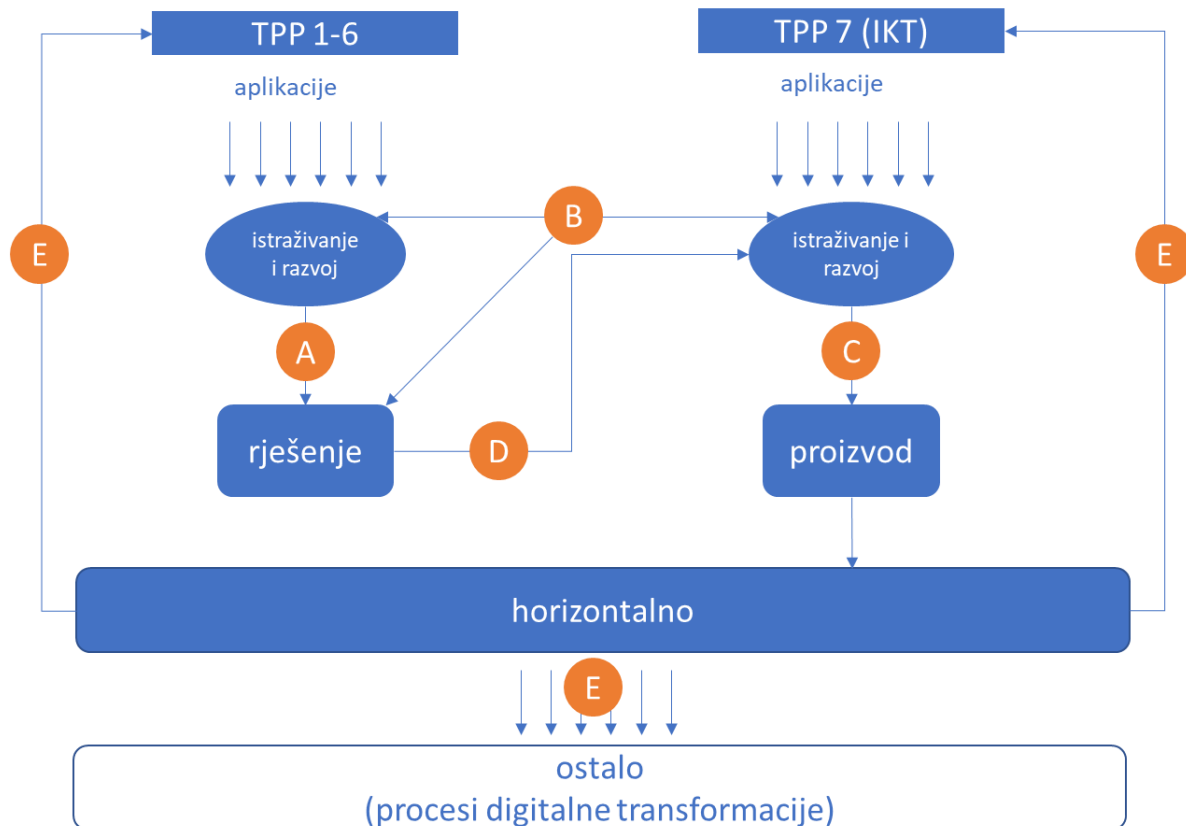 TPP 1-6
TPP 7 (IKT)
aplikacije
aplikacije
B
istraživanje
i razvoj
istraživanje i
razvoj
E
E
A
C
rješenje
D
proizvod
horizontalno
E
ostalo
(procesi digitalne transformacije)